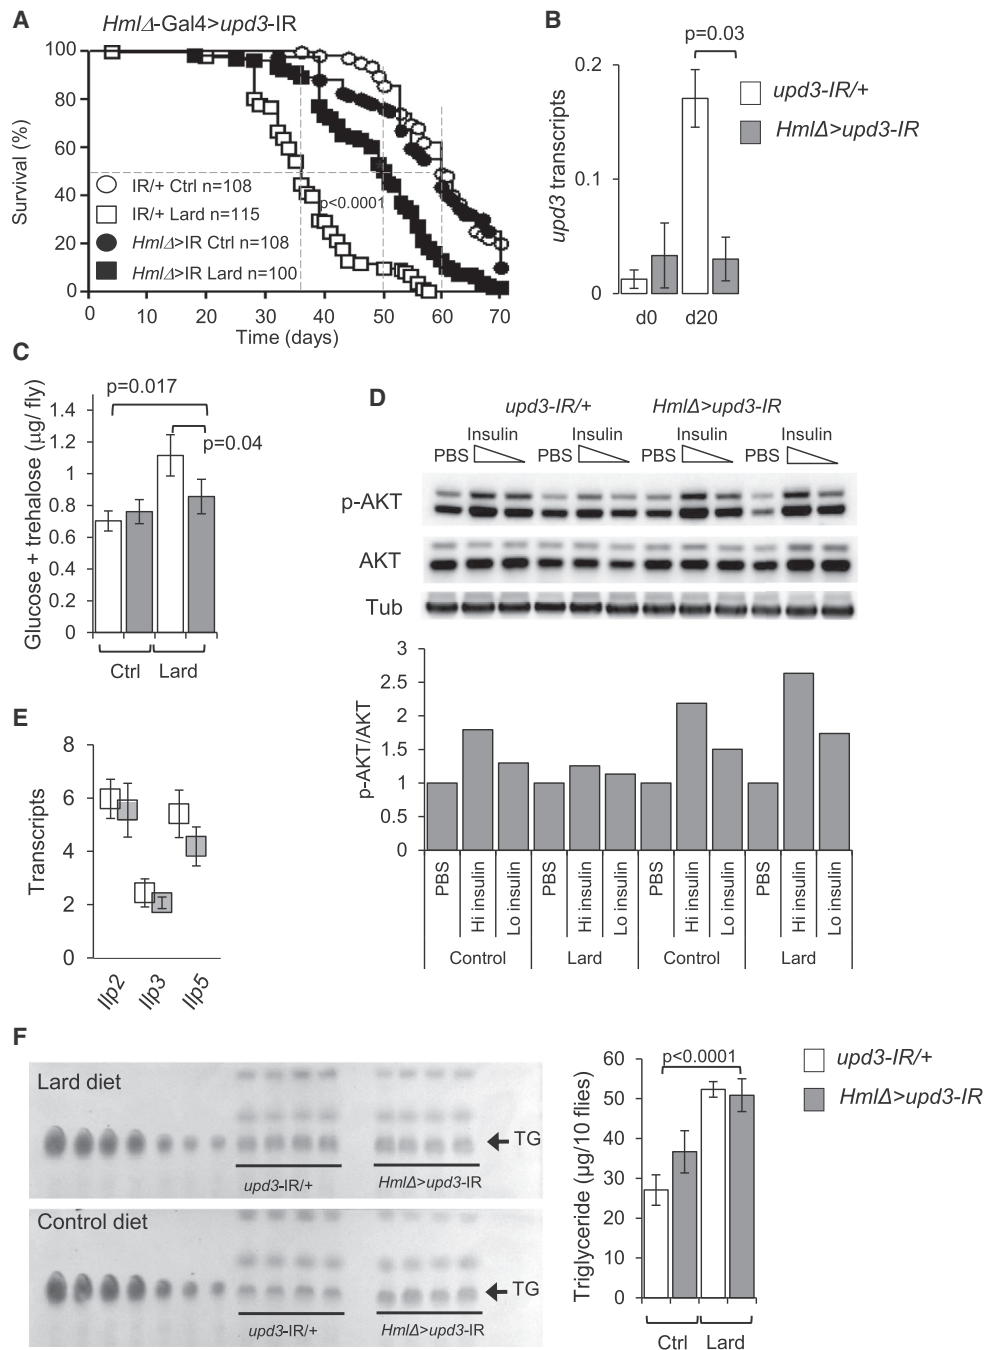 A
HmlΔ-Gal4>upd3-IR
Survival (%)
100
80
60
40
20
0
IR/+ Ctrl n=108
IR/+ Lard n=115
HmlΔ>IR Ctrl n=108
HmlΔ>IR Lard n=100
p<0.0001
0 10 20 30 40 50 60 70
Time (days)
B
p=0.03
upd3 transcripts
0.2
0.1
0
d0 d20
upd3-IR/+
HmlΔ>upd3-IR
C
Glucose + trehalose (µg/ fly)
p=0.017
p=0.04
1.4
1.2
1
0.8
0.6
0.4
0.2
0
Ctrl Lard
D
upd3-IR/+ HmlΔ>upd3-IR
Insulin Insulin Insulin Insulin
PBS PBS PBS PBS
p-AKT
AKT
Tub
p-AKT/AKT
3
2.5
2
1.5
1
0.5
0
PBS Hi insulin Lo insulin PBS Hi insulin Lo insulin PBS Hi insulin Lo insulin PBS Hi insulin Lo insulin
Control Lard Control Lard
E
Transcripts
8
6
4
2
0
Ilp2 Ilp3 Ilp5
F
Lard diet
TG
upd3-IR/+ HmlΔ>upd3-IR
Control diet
TG
upd3-IR/+ HmlΔ>upd3-IR
Triglyceride (µg/10 flies)
p<0.0001
60
50
40
30
20
10
0
Ctrl Lard
upd3-IR/+
HmlΔ>upd3-IR